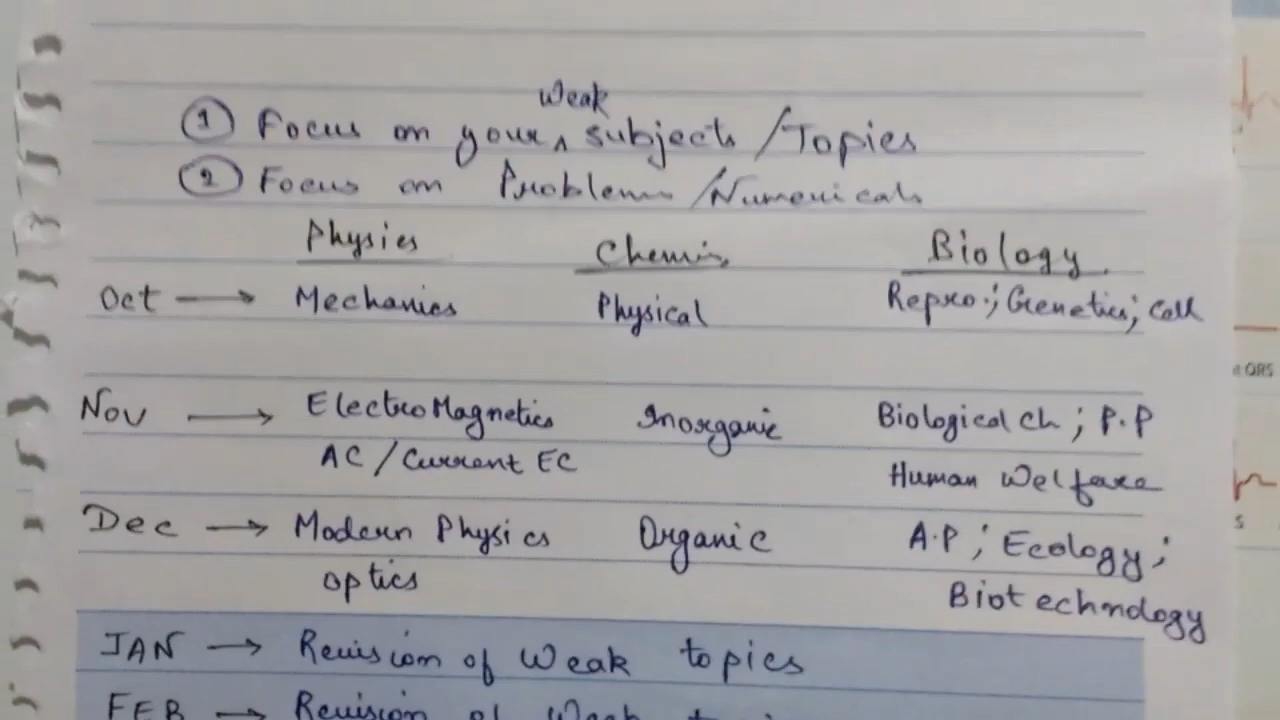 Weak
① Focus on your ^ subjects / Topics
② Focus on Problems / Numericals
Physics Chemis Biology
Oct → Mechanics Physical Repro.; Genetics; Cell
Nov → ElectroMagnetics Inorganic Biological Ch ; P.P
AC / Current EC Human Welfare
Dec → Modern Physics Organic A.P ; Ecology ;
optics Biotechnology
JAN → Revision of Weak topics
FEB → Revision of Weak
QRS
S